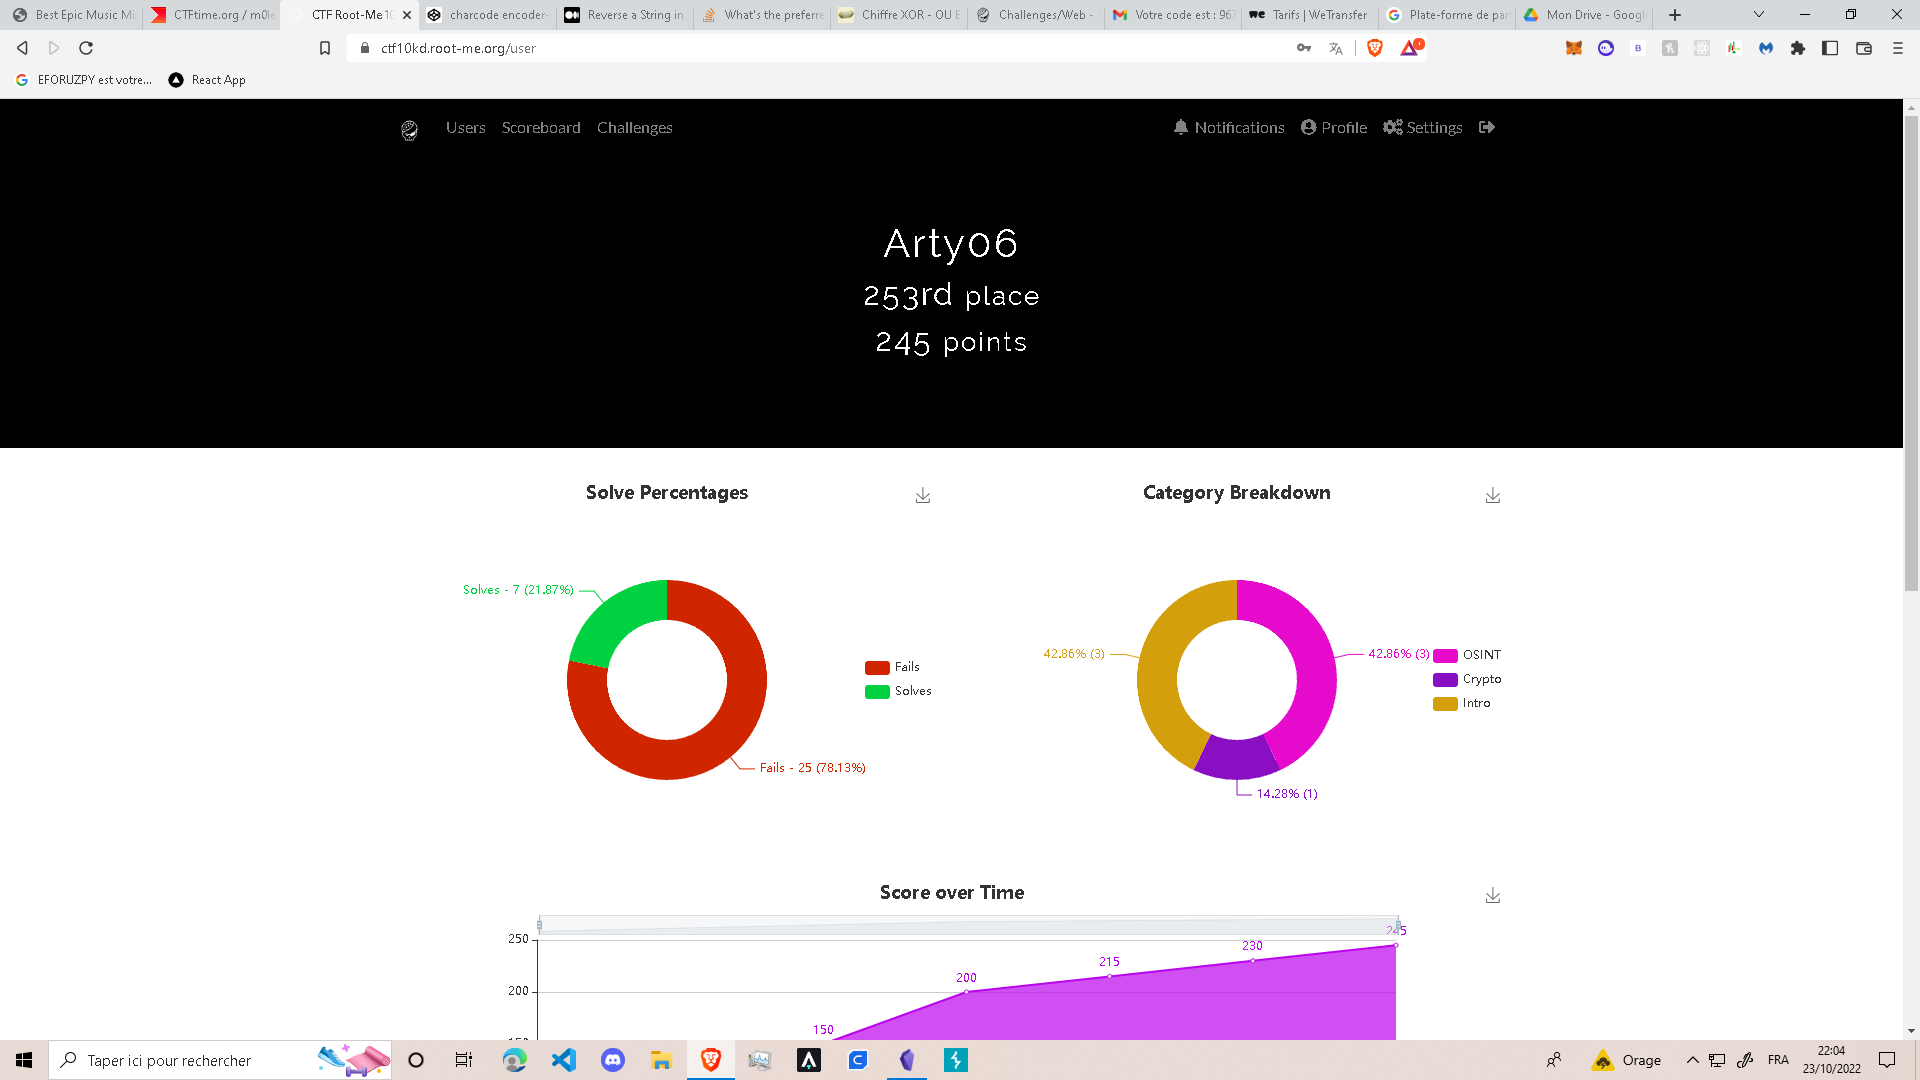 Best Epic Music Mi
CTFtime.org / m0le
CTF Root-Me 10
charcode encoder-
Reverse a String in
What's the preferre
Chiffre XOR - OU E
Challenges/Web -
Votre code est : 967
Tarifs | WeTransfer
Plate-forme de par
Mon Drive - Googl
ctf10kd.root-me.org/user
EFORUZPY est votre...
React App
Users
Scoreboard
Challenges
Notifications
Profile
Settings
Arty06
253rd place
245 points
Solve Percentages
Category Breakdown
Solves - 7 (21.87%)
Fails
Solves
Fails - 25 (78.13%)
42.86% (3)
42.86% (3)
OSINT
Crypto
Intro
14.28% (1)
Score over Time
250
200
150
200
215
230
245
Taper ici pour rechercher
Orage
FRA
22:04
23/10/2022